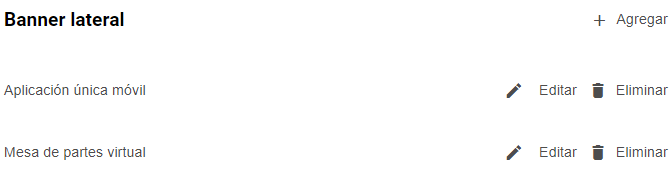 Banner lateral + Agregar
Aplicación única móvil Editar Eliminar
Mesa de partes virtual Editar Eliminar